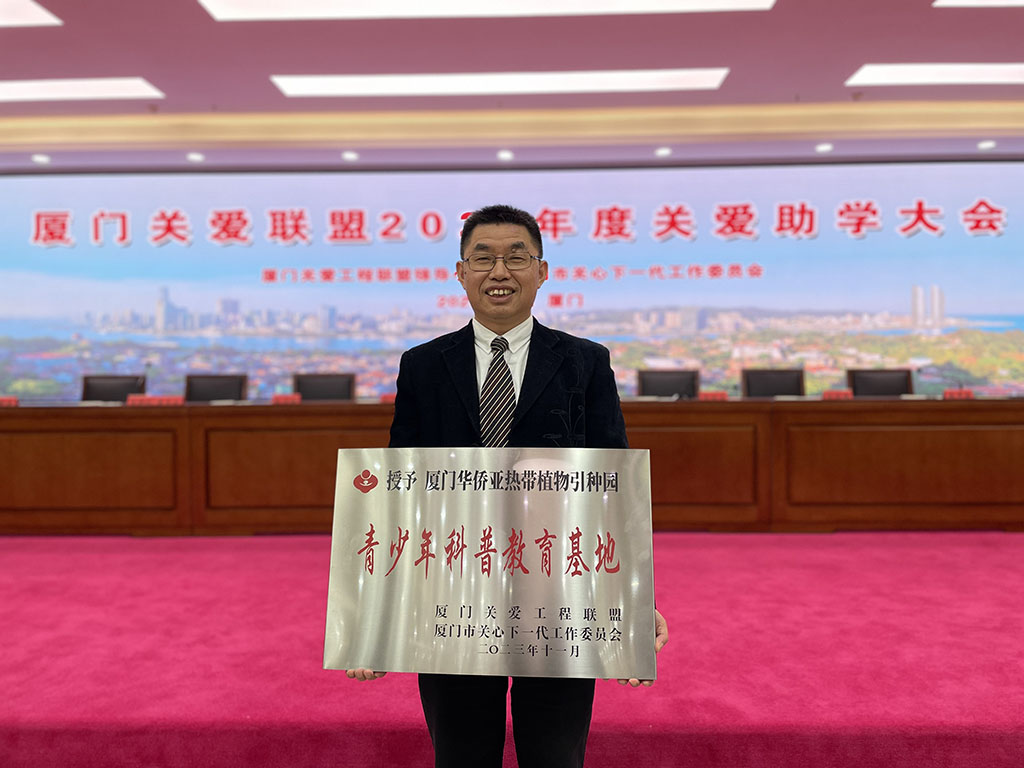 厦门关爱联盟202 年度关爱助学大会
厦门关爱工程联盟领导 市关心下一代工作委员会
202 厦门
授予 厦门华侨亚热带植物引种园
青少年科普教育基地
厦门关爱工程联盟
厦门市关心下一代工作委员会
二〇二三年十一月